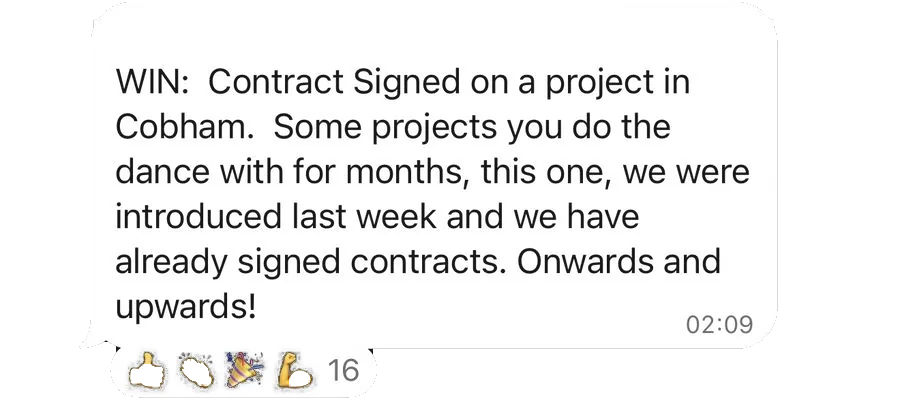 WIN:  Contract Signed on a project in
Cobham.  Some projects you do the
dance with for months, this one, we were
introduced last week and we have
already signed contracts. Onwards and
upwards!
02:09
16